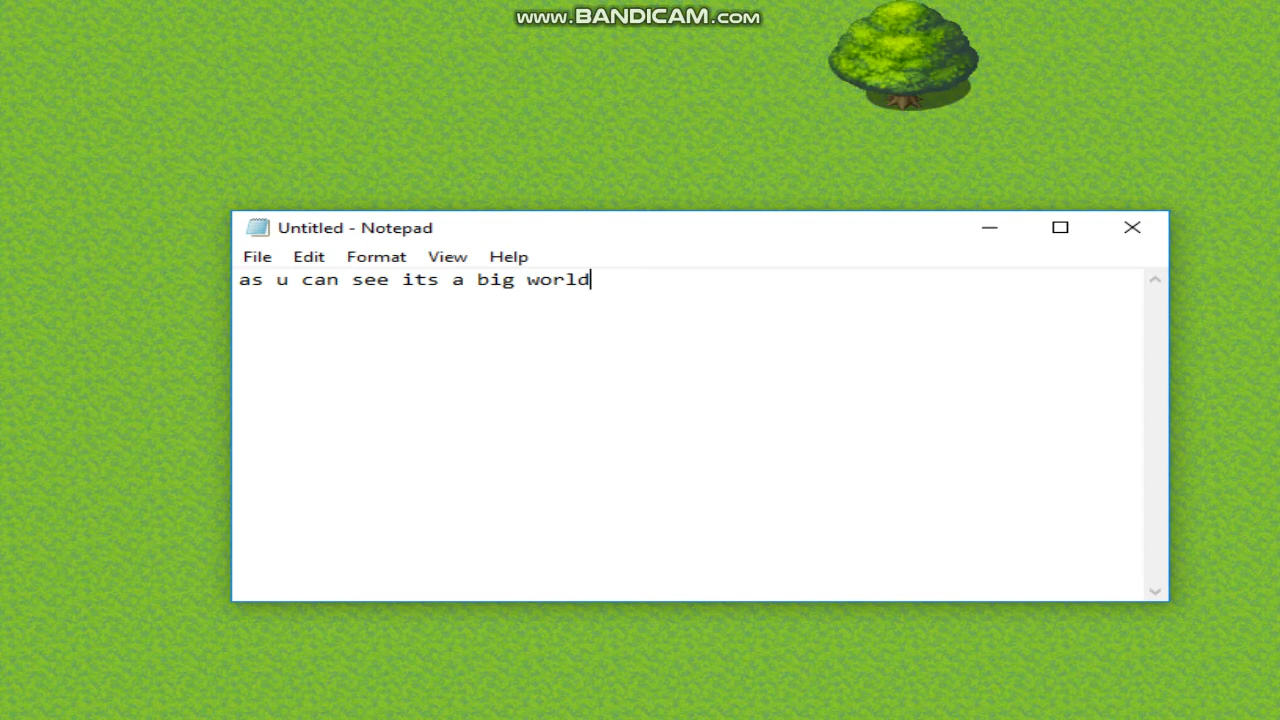 www.BANDICAM.com
Untitled - Notepad
File Edit Format View Help
as u can see its a big world